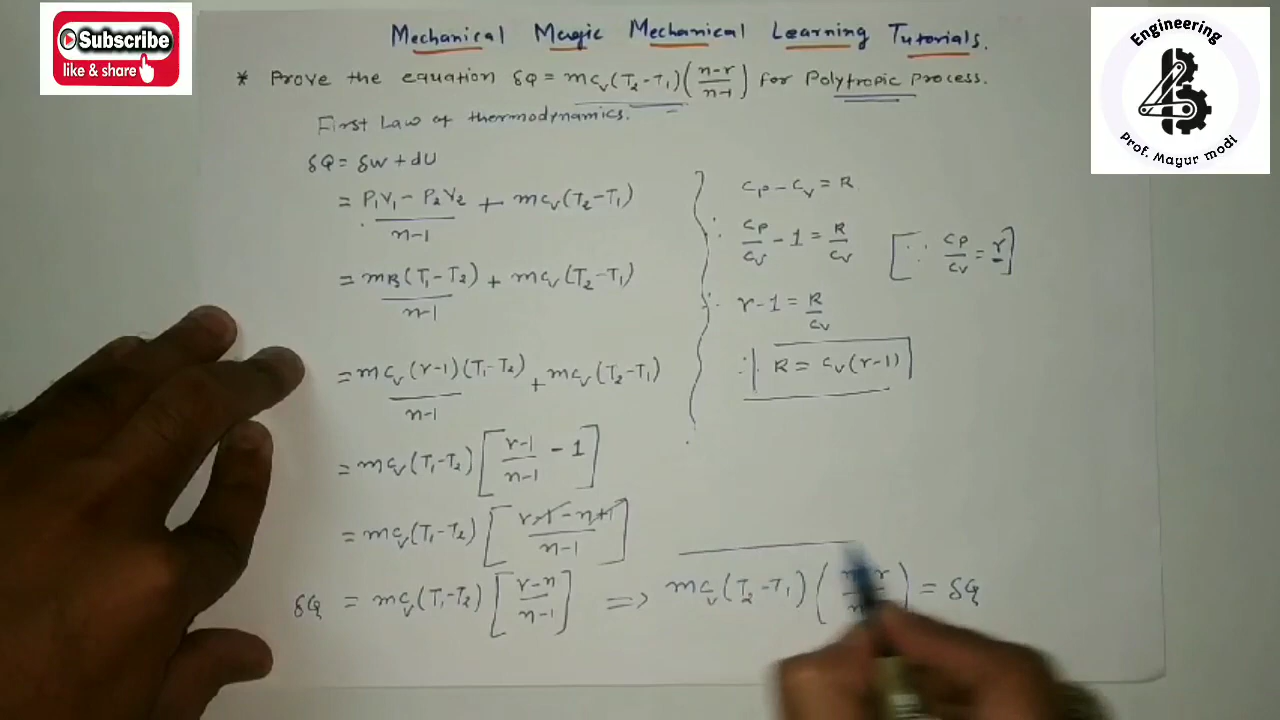 Subscribe
like & share
Engineering
Prof. Mayur modi
Mechanical Magic Mechanical Learning Tutorials.
* Prove the equation δQ = mcᵥ(T₂-T₁)((n-r)/(n-1)) for Polytropic Process.
First Law of thermodynamics.
δQ = δW + dU
= (P₁V₁ - P₂V₂)/(n-1) + mcᵥ(T₂-T₁)
= mR(T₁-T₂)/(n-1) + mcᵥ(T₂-T₁)
= mcᵥ(r-1)(T₁-T₂)/(n-1) + mcᵥ(T₂-T₁)
= mcᵥ(T₁-T₂)[(r-1)/(n-1) - 1]
= mcᵥ(T₁-T₂)[(r-1-n+1)/(n-1)]
δQ = mcᵥ(T₁-T₂)[(r-n)/(n-1)] => mcᵥ(T₂-T₁)( ) = δQ
cp - cᵥ = R
∴ cp/cᵥ - 1 = R/cᵥ [∵ cp/cᵥ = r]
∴ r-1 = R/cᵥ
∴ R = cᵥ(r-1)